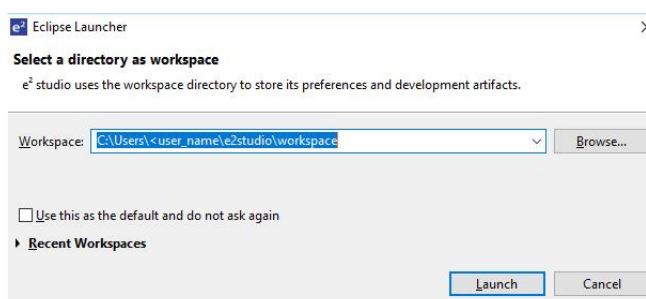 e² Eclipse Launcher
Select a directory as workspace
e² studio uses the workspace directory to store its preferences and development artifacts.
Workspace: C:\Users\<user_name\e2studio\workspace Browse...
Use this as the default and do not ask again
Recent Workspaces
Launch Cancel